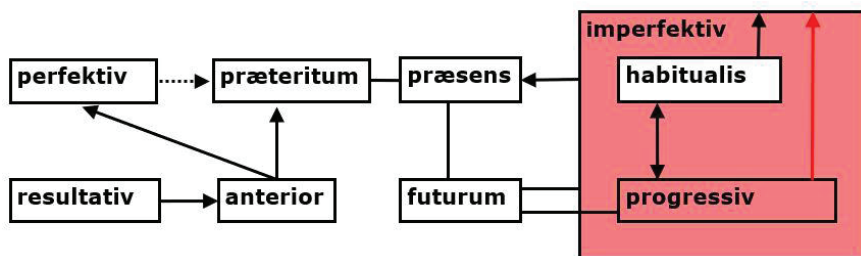 imperfektiv
perfektiv
præteritum
præsens
habitualis
resultativ
anterior
futurum
progressiv